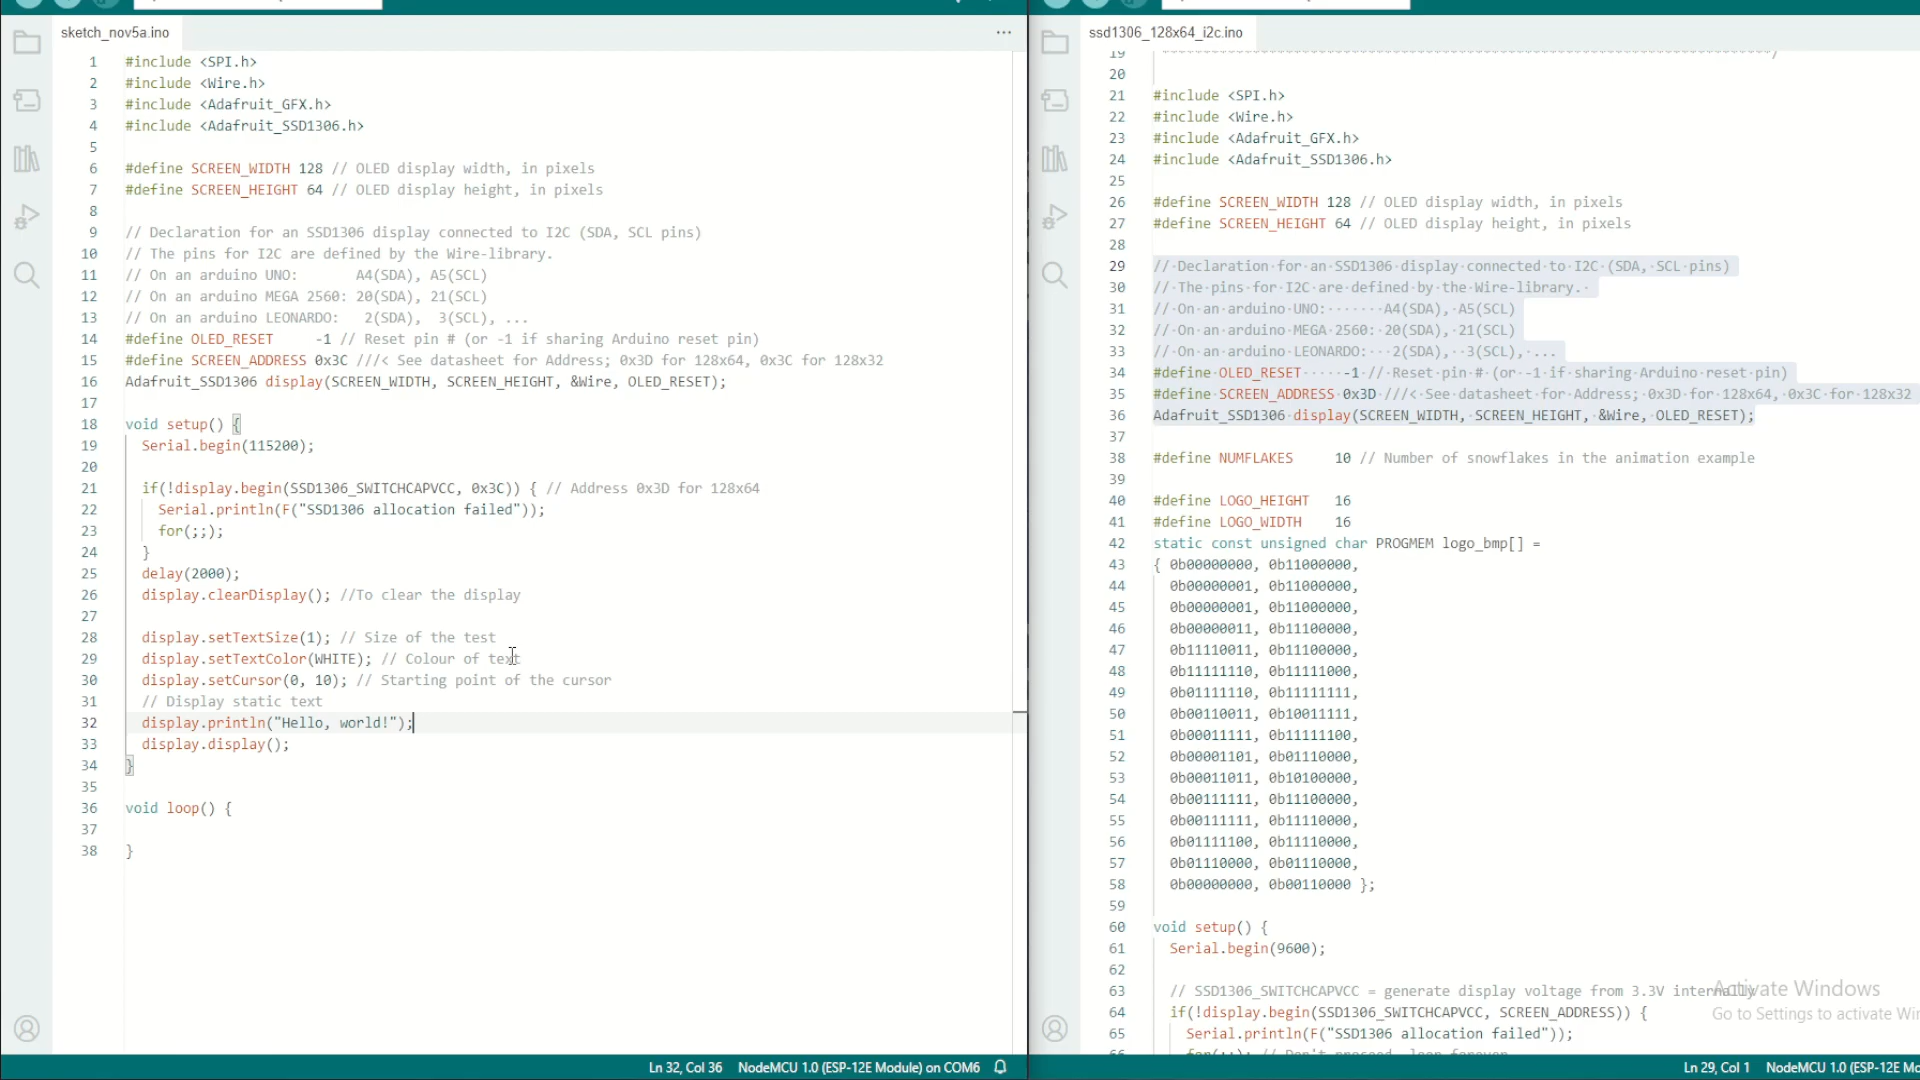 sketch_nov5a.ino
1 #include <SPI.h>
2 #include <Wire.h>
3 #include <Adafruit_GFX.h>
4 #include <Adafruit_SSD1306.h>
5
6 #define SCREEN_WIDTH 128 // OLED display width, in pixels
7 #define SCREEN_HEIGHT 64 // OLED display height, in pixels
8
9 // Declaration for an SSD1306 display connected to I2C (SDA, SCL pins)
10 // The pins for I2C are defined by the Wire-library.
11 // On an arduino UNO:       A4(SDA), A5(SCL)
12 // On an arduino MEGA 2560: 20(SDA), 21(SCL)
13 // On an arduino LEONARDO:   2(SDA),  3(SCL), ...
14 #define OLED_RESET     -1 // Reset pin # (or -1 if sharing Arduino reset pin)
15 #define SCREEN_ADDRESS 0x3C ///< See datasheet for Address; 0x3D for 128x64, 0x3C for 128x32
16 Adafruit_SSD1306 display(SCREEN_WIDTH, SCREEN_HEIGHT, &Wire, OLED_RESET);
17
18 void setup() {
19   Serial.begin(115200);
20
21   if(!display.begin(SSD1306_SWITCHCAPVCC, 0x3C)) { // Address 0x3D for 128x64
22     Serial.println(F("SSD1306 allocation failed"));
23     for(;;);
24   }
25   delay(2000);
26   display.clearDisplay(); //To clear the display
27
28   display.setTextSize(1); // Size of the test
29   display.setTextColor(WHITE); // Colour of text
30   display.setCursor(0, 10); // Starting point of the cursor
31   // Display static text
32   display.println("Hello, world!");
33   display.display();
34 }
35
36 void loop() {
37
38 }
Ln 32, Col 36 NodeMCU 1.0 (ESP-12E Module) on COM6
ssd1306_128x64_i2c.ino
19
20
21 #include <SPI.h>
22 #include <Wire.h>
23 #include <Adafruit_GFX.h>
24 #include <Adafruit_SSD1306.h>
25
26 #define SCREEN_WIDTH 128 // OLED display width, in pixels
27 #define SCREEN_HEIGHT 64 // OLED display height, in pixels
28
29 // Declaration for an SSD1306 display connected to I2C (SDA, SCL pins)
30 // The pins for I2C are defined by the Wire-library.
31 // On an arduino UNO:       A4(SDA), A5(SCL)
32 // On an arduino MEGA 2560: 20(SDA), 21(SCL)
33 // On an arduino LEONARDO:   2(SDA),  3(SCL), ...
34 #define OLED_RESET     -1 // Reset pin # (or -1 if sharing Arduino reset pin)
35 #define SCREEN_ADDRESS 0x3D ///< See datasheet for Address; 0x3D for 128x64, 0x3C for 128x32
36 Adafruit_SSD1306 display(SCREEN_WIDTH, SCREEN_HEIGHT, &Wire, OLED_RESET);
37
38 #define NUMFLAKES     10 // Number of snowflakes in the animation example
39
40 #define LOGO_HEIGHT   16
41 #define LOGO_WIDTH    16
42 static const unsigned char PROGMEM logo_bmp[] =
43 { 0b00000000, 0b11000000,
44   0b00000001, 0b11000000,
45   0b00000001, 0b11000000,
46   0b00000011, 0b11100000,
47   0b11110011, 0b11100000,
48   0b11111110, 0b11111000,
49   0b01111110, 0b11111111,
50   0b00110011, 0b10011111,
51   0b00011111, 0b11111100,
52   0b00001101, 0b01110000,
53   0b00011011, 0b10100000,
54   0b00111111, 0b11100000,
55   0b00111111, 0b11110000,
56   0b01111100, 0b11110000,
57   0b01110000, 0b01110000,
58   0b00000000, 0b00110000 };
59
60 void setup() {
61   Serial.begin(9600);
62
63   // SSD1306_SWITCHCAPVCC = generate display voltage from 3.3V internally
64   if(!display.begin(SSD1306_SWITCHCAPVCC, SCREEN_ADDRESS)) {
65     Serial.println(F("SSD1306 allocation failed"));
Activate Windows
Go to Settings to activate
Ln 29, Col 1 NodeMCU 1.0 (ESP-12E